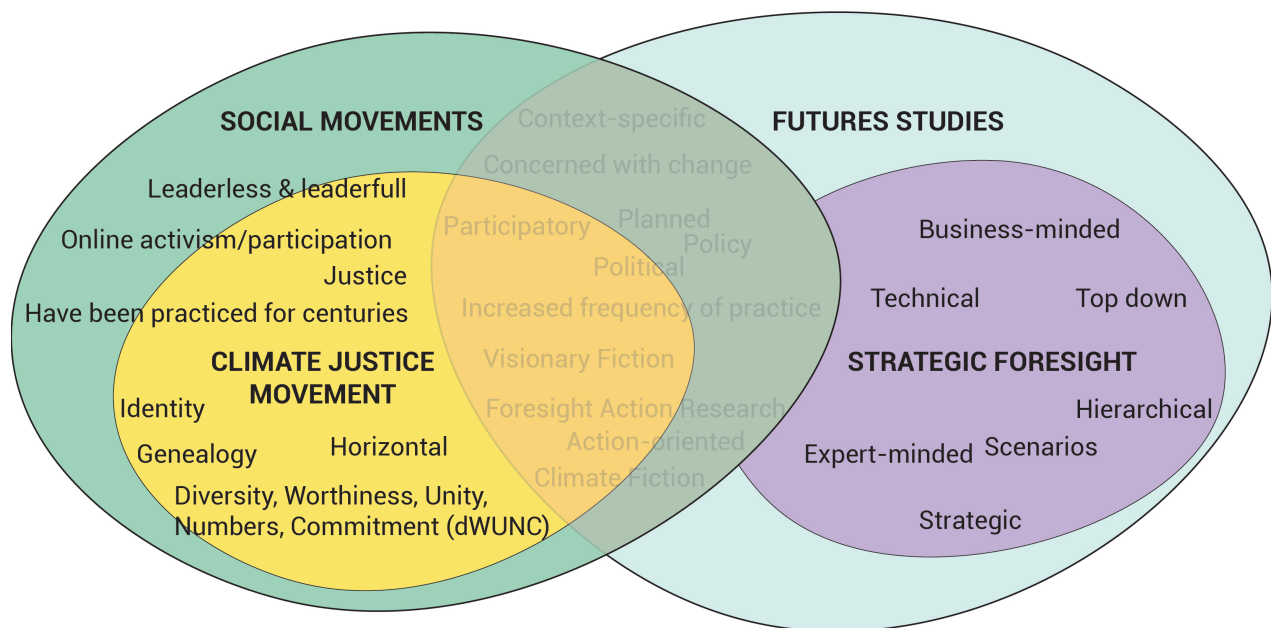 SOCIAL MOVEMENTS
Leaderless & leaderfull
Online activism/participation
Justice
Have been practiced for centuries
CLIMATE JUSTICE
MOVEMENT
Identity
Genealogy
Horizontal
Diversity, Worthiness, Unity,
Numbers, Commitment (dWUNC)
Context-specific
Concerned with change
Participatory
Planned
Policy
Political
Increased frequency of practice
Visionary Fiction
Foresight Action Research
Action-oriented
Climate Fiction
FUTURES STUDIES
Business-minded
Technical
Top down
STRATEGIC FORESIGHT
Hierarchical
Expert-minded
Scenarios
Strategic